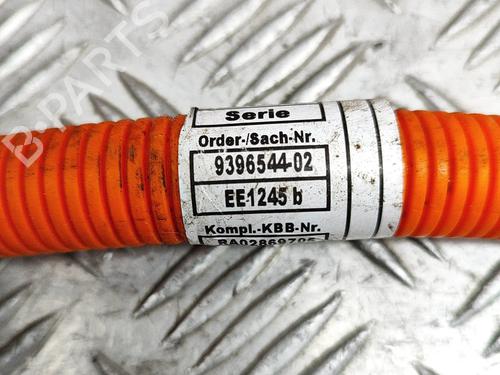 B-PARTS
Serie
Order-/Sach-Nr.
9396544-02
EE1245 b
Kompl.-KBB-Nr.